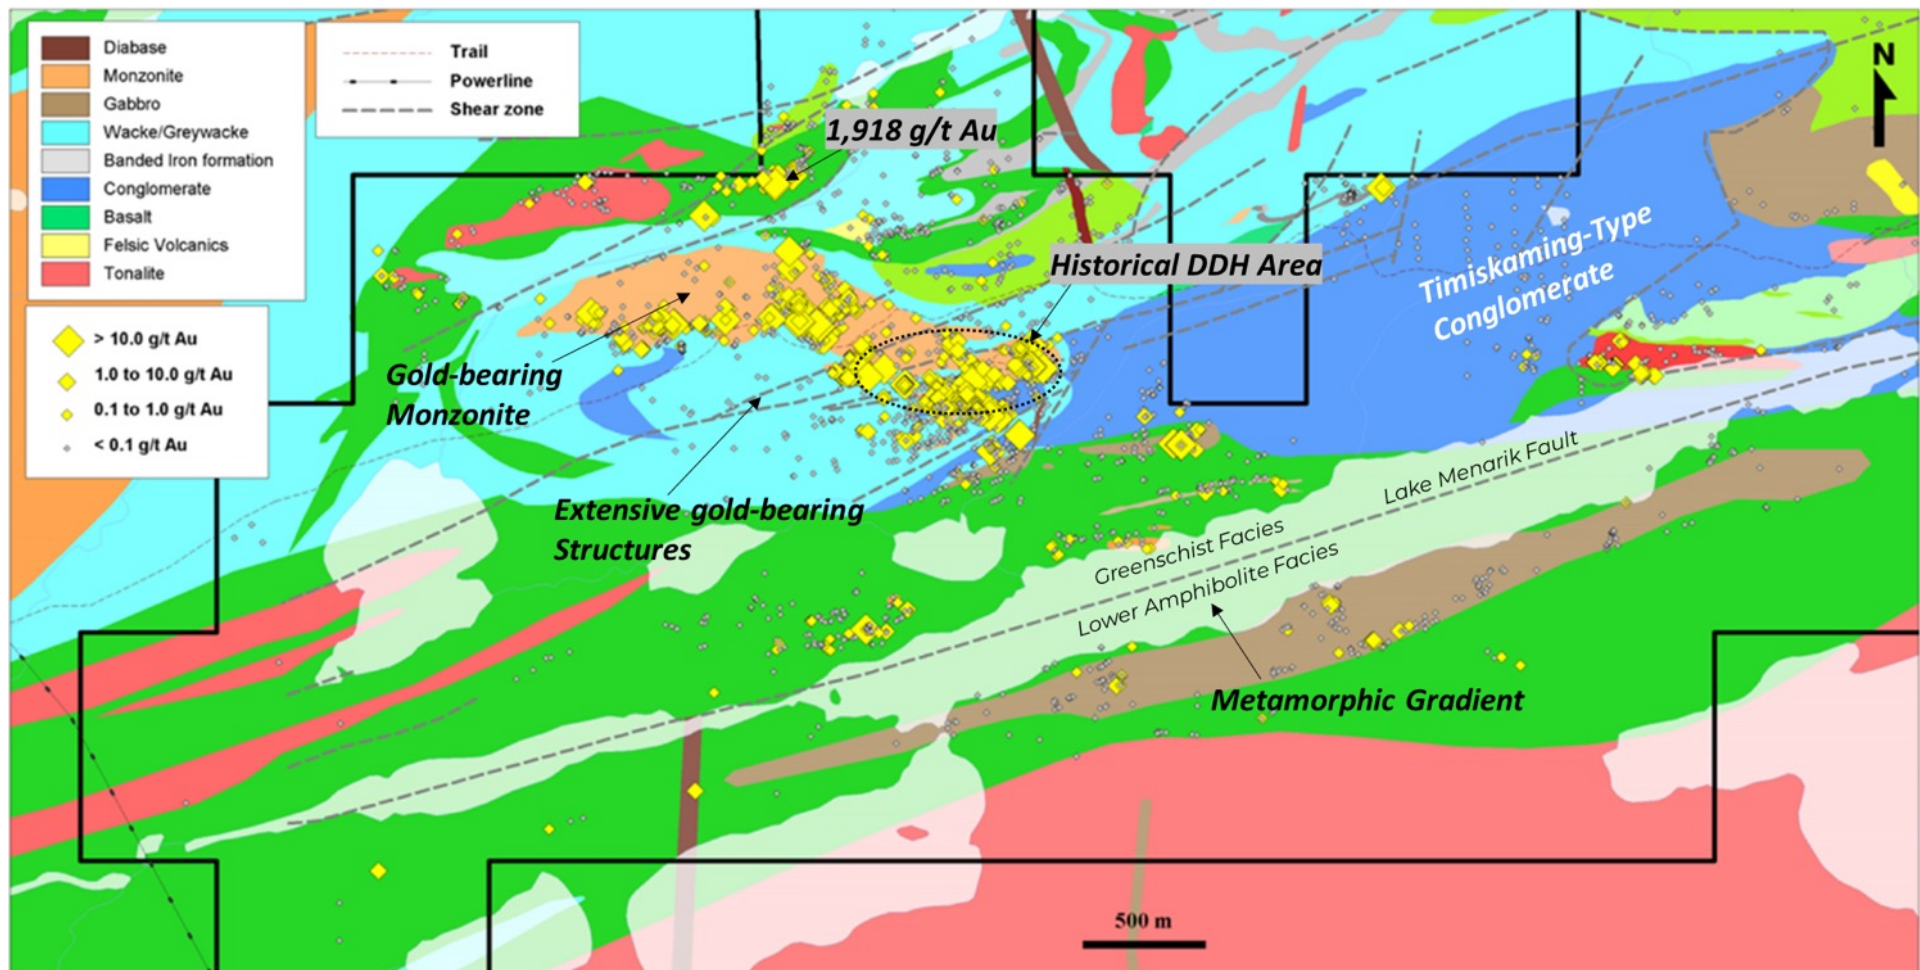 Diabase
Monzonite
Gabbro
Wacke/Greywacke
Banded Iron formation
Conglomerate
Basalt
Felsic Volcanics
Tonalite
Trail
Powerline
Shear zone
> 10.0 g/t Au
1.0 to 10.0 g/t Au
0.1 to 1.0 g/t Au
< 0.1 g/t Au
N
1,918 g/t Au
Historical DDH Area
Timiskaming-Type
Conglomerate
Gold-bearing
Monzonite
Extensive gold-bearing
Structures
Lake Menarik Fault
Greenschist Facies
Lower Amphibolite Facies
Metamorphic Gradient
500 m